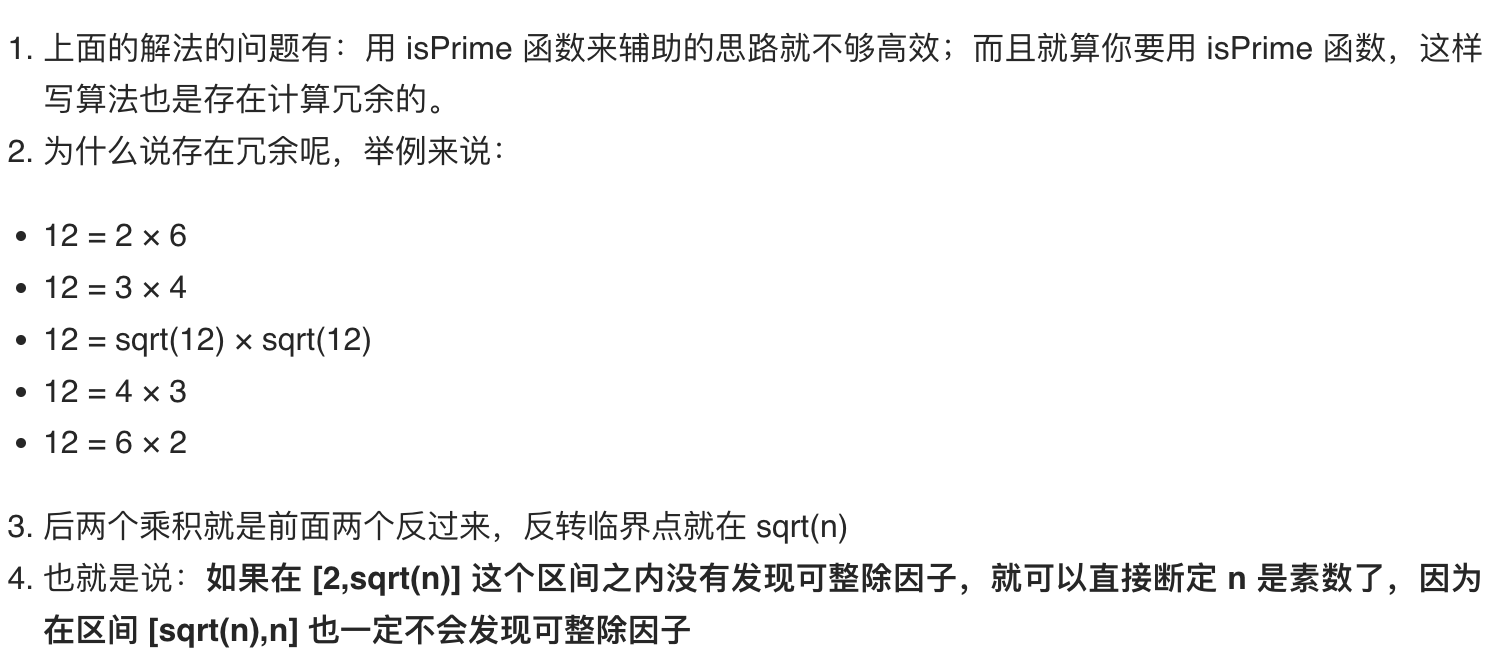 1. 上面的解法的问题有：用 isPrime 函数来辅助的思路就不够高效；而且就算你要用 isPrime 函数，这样
写算法也是存在计算冗余的。
2. 为什么说存在冗余呢，举例来说：
• 12 = 2 × 6
• 12 = 3 × 4
• 12 = sqrt(12) × sqrt(12)
• 12 = 4 × 3
• 12 = 6 × 2
3. 后两个乘积就是前面两个反过来，反转临界点就在 sqrt(n)
4. 也就是说：如果在 [2,sqrt(n)] 这个区间之内没有发现可整除因子，就可以直接断定 n 是素数了，因为
在区间 [sqrt(n),n] 也一定不会发现可整除因子